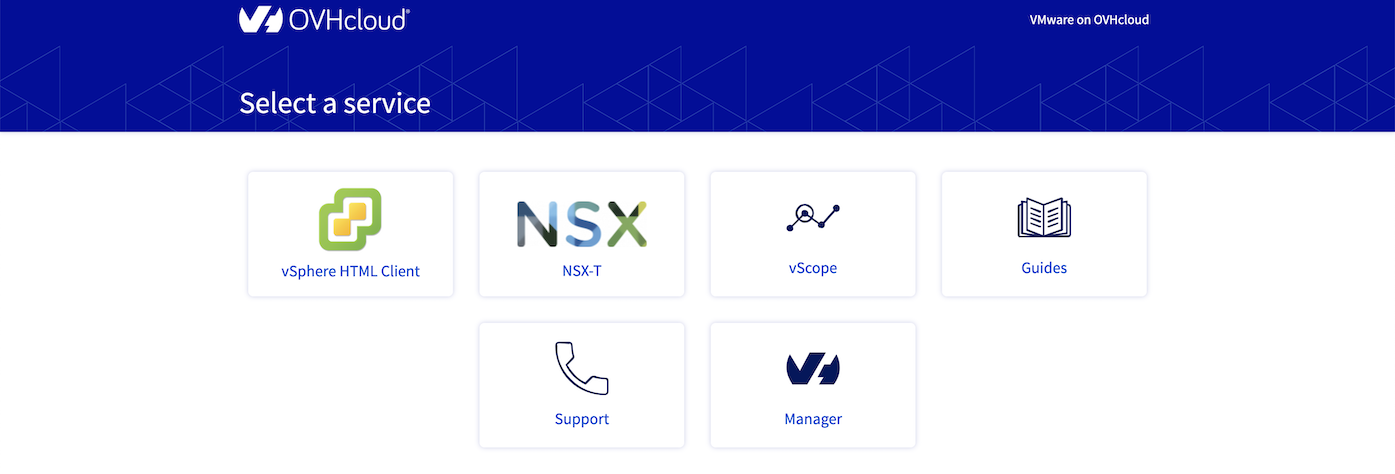 OVHcloud®
VMware on OVHcloud
Select a service
vSphere HTML Client
NSX
NSX-T
vScope
Guides
Support
Manager